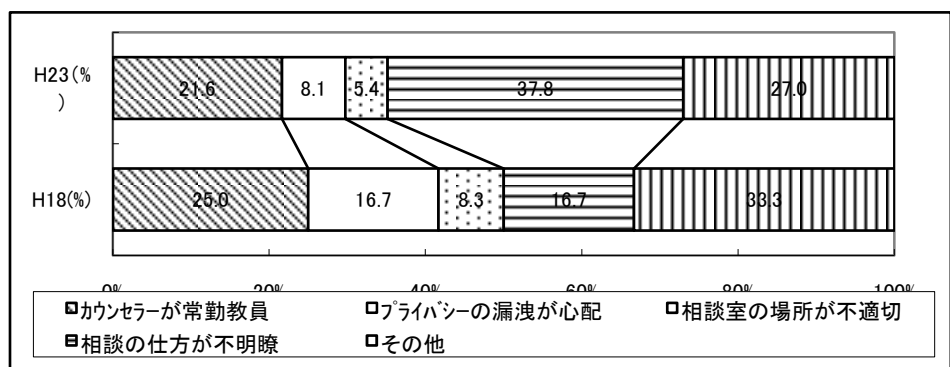 H23(%
)
21.6 8.1 5.4 37.8 27.0
H18(%)
25.0 16.7 8.3 16.7 33.3
0% 20% 40% 60% 80% 100%
カウンセラーが常勤教員 プライバシーの漏洩が心配 相談室の場所が不適切
相談の仕方が不明瞭 その他